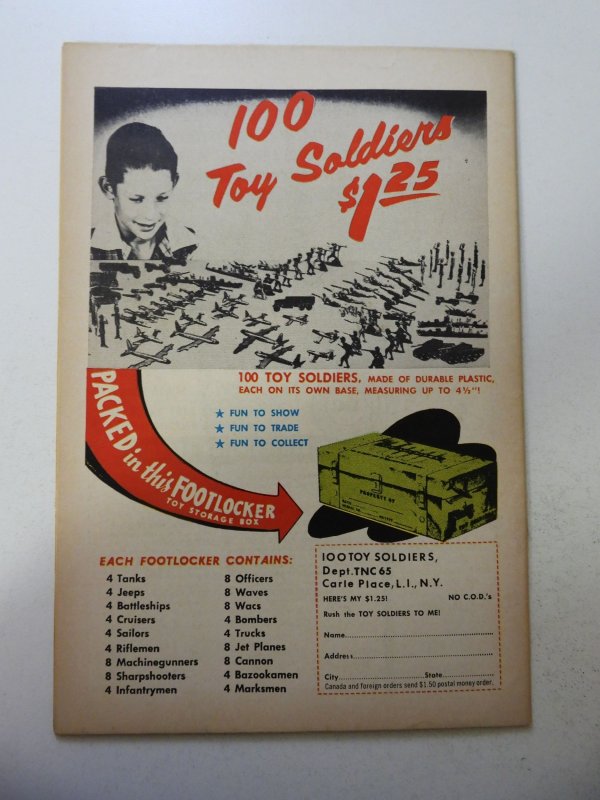 100
Toy Soldiers
$1.25
100 TOY SOLDIERS, MADE OF DURABLE PLASTIC,
EACH ON ITS OWN BASE, MEASURING UP TO 4½"!
★ FUN TO SHOW
★ FUN TO TRADE
★ FUN TO COLLECT
PACKED in this FOOTLOCKER
TOY STORAGE BOX
PROPERTY OF
EACH FOOTLOCKER CONTAINS:
4 Tanks
4 Jeeps
4 Battleships
4 Cruisers
4 Sailors
4 Riflemen
8 Machinegunners
8 Sharpshooters
4 Infantrymen
8 Officers
8 Waves
8 Wacs
4 Bombers
4 Trucks
8 Jet Planes
8 Cannon
4 Bazookamen
4 Marksmen
100 TOY SOLDIERS,
Dept. TNC65
Carle Place, L.I., N.Y.
HERE'S MY $1.25! NO C.O.D.'s
Rush the TOY SOLDIERS TO ME!
Name
Address
City State
Canada and foreign orders send $1.50 postal money order.